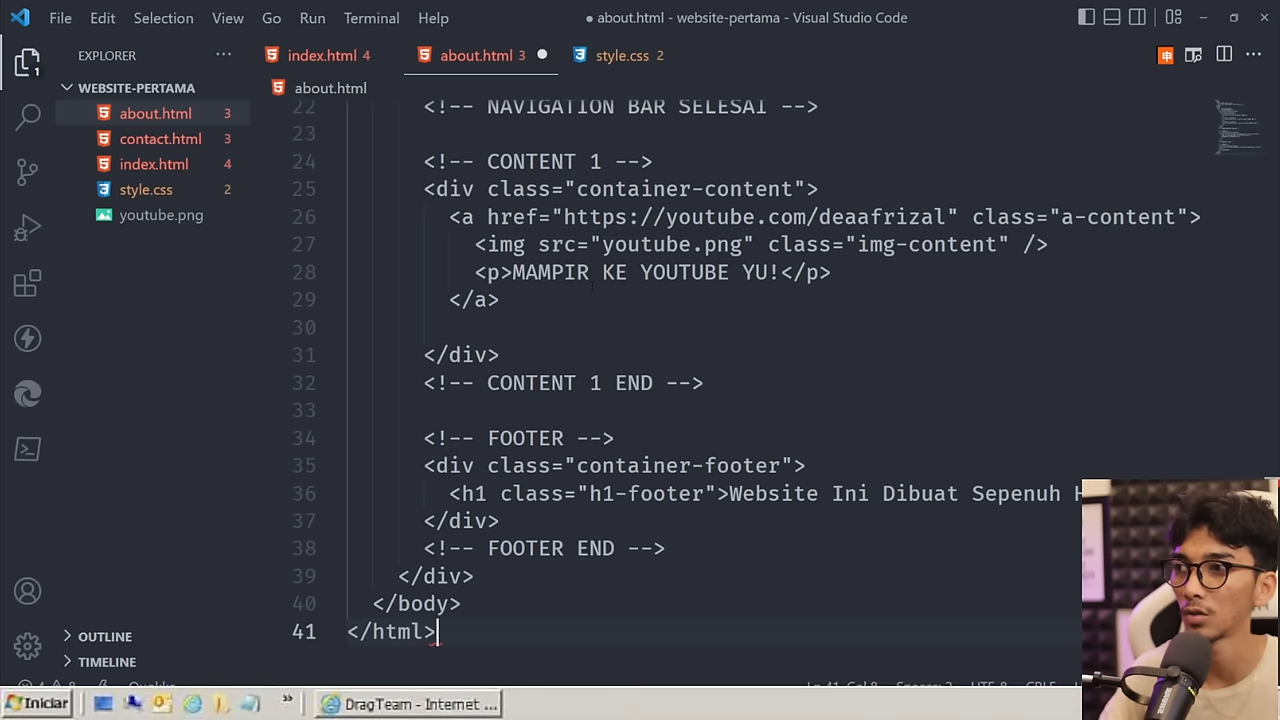 File Edit Selection View Go Run Terminal Help
● about.html - website-pertama - Visual Studio Code
EXPLORER
index.html 4
about.html 3
style.css 2
WEBSITE-PERTAMA
about.html
about.html 3
contact.html 3
index.html 4
style.css 2
youtube.png
1
22 <!-- NAVIGATION BAR SELESAI -->
23
24 <!-- CONTENT 1 -->
25 <div class="container-content">
26 <a href="https://youtube.com/deaafrizal" class="a-content">
27 <img src="youtube.png" class="img-content" />
28 <p>MAMPIR KE YOUTUBE YU!</p>
29 </a>
30
31 </div>
32 <!-- CONTENT 1 END -->
33
34 <!-- FOOTER -->
35 <div class="container-footer">
36 <h1 class="h1-footer">Website Ini Dibuat Sepenuh
37 </div>
38 <!-- FOOTER END -->
39 </div>
40 </body>
41 </html>
OUTLINE
TIMELINE
Iniciar
DragTeam - Internet ...